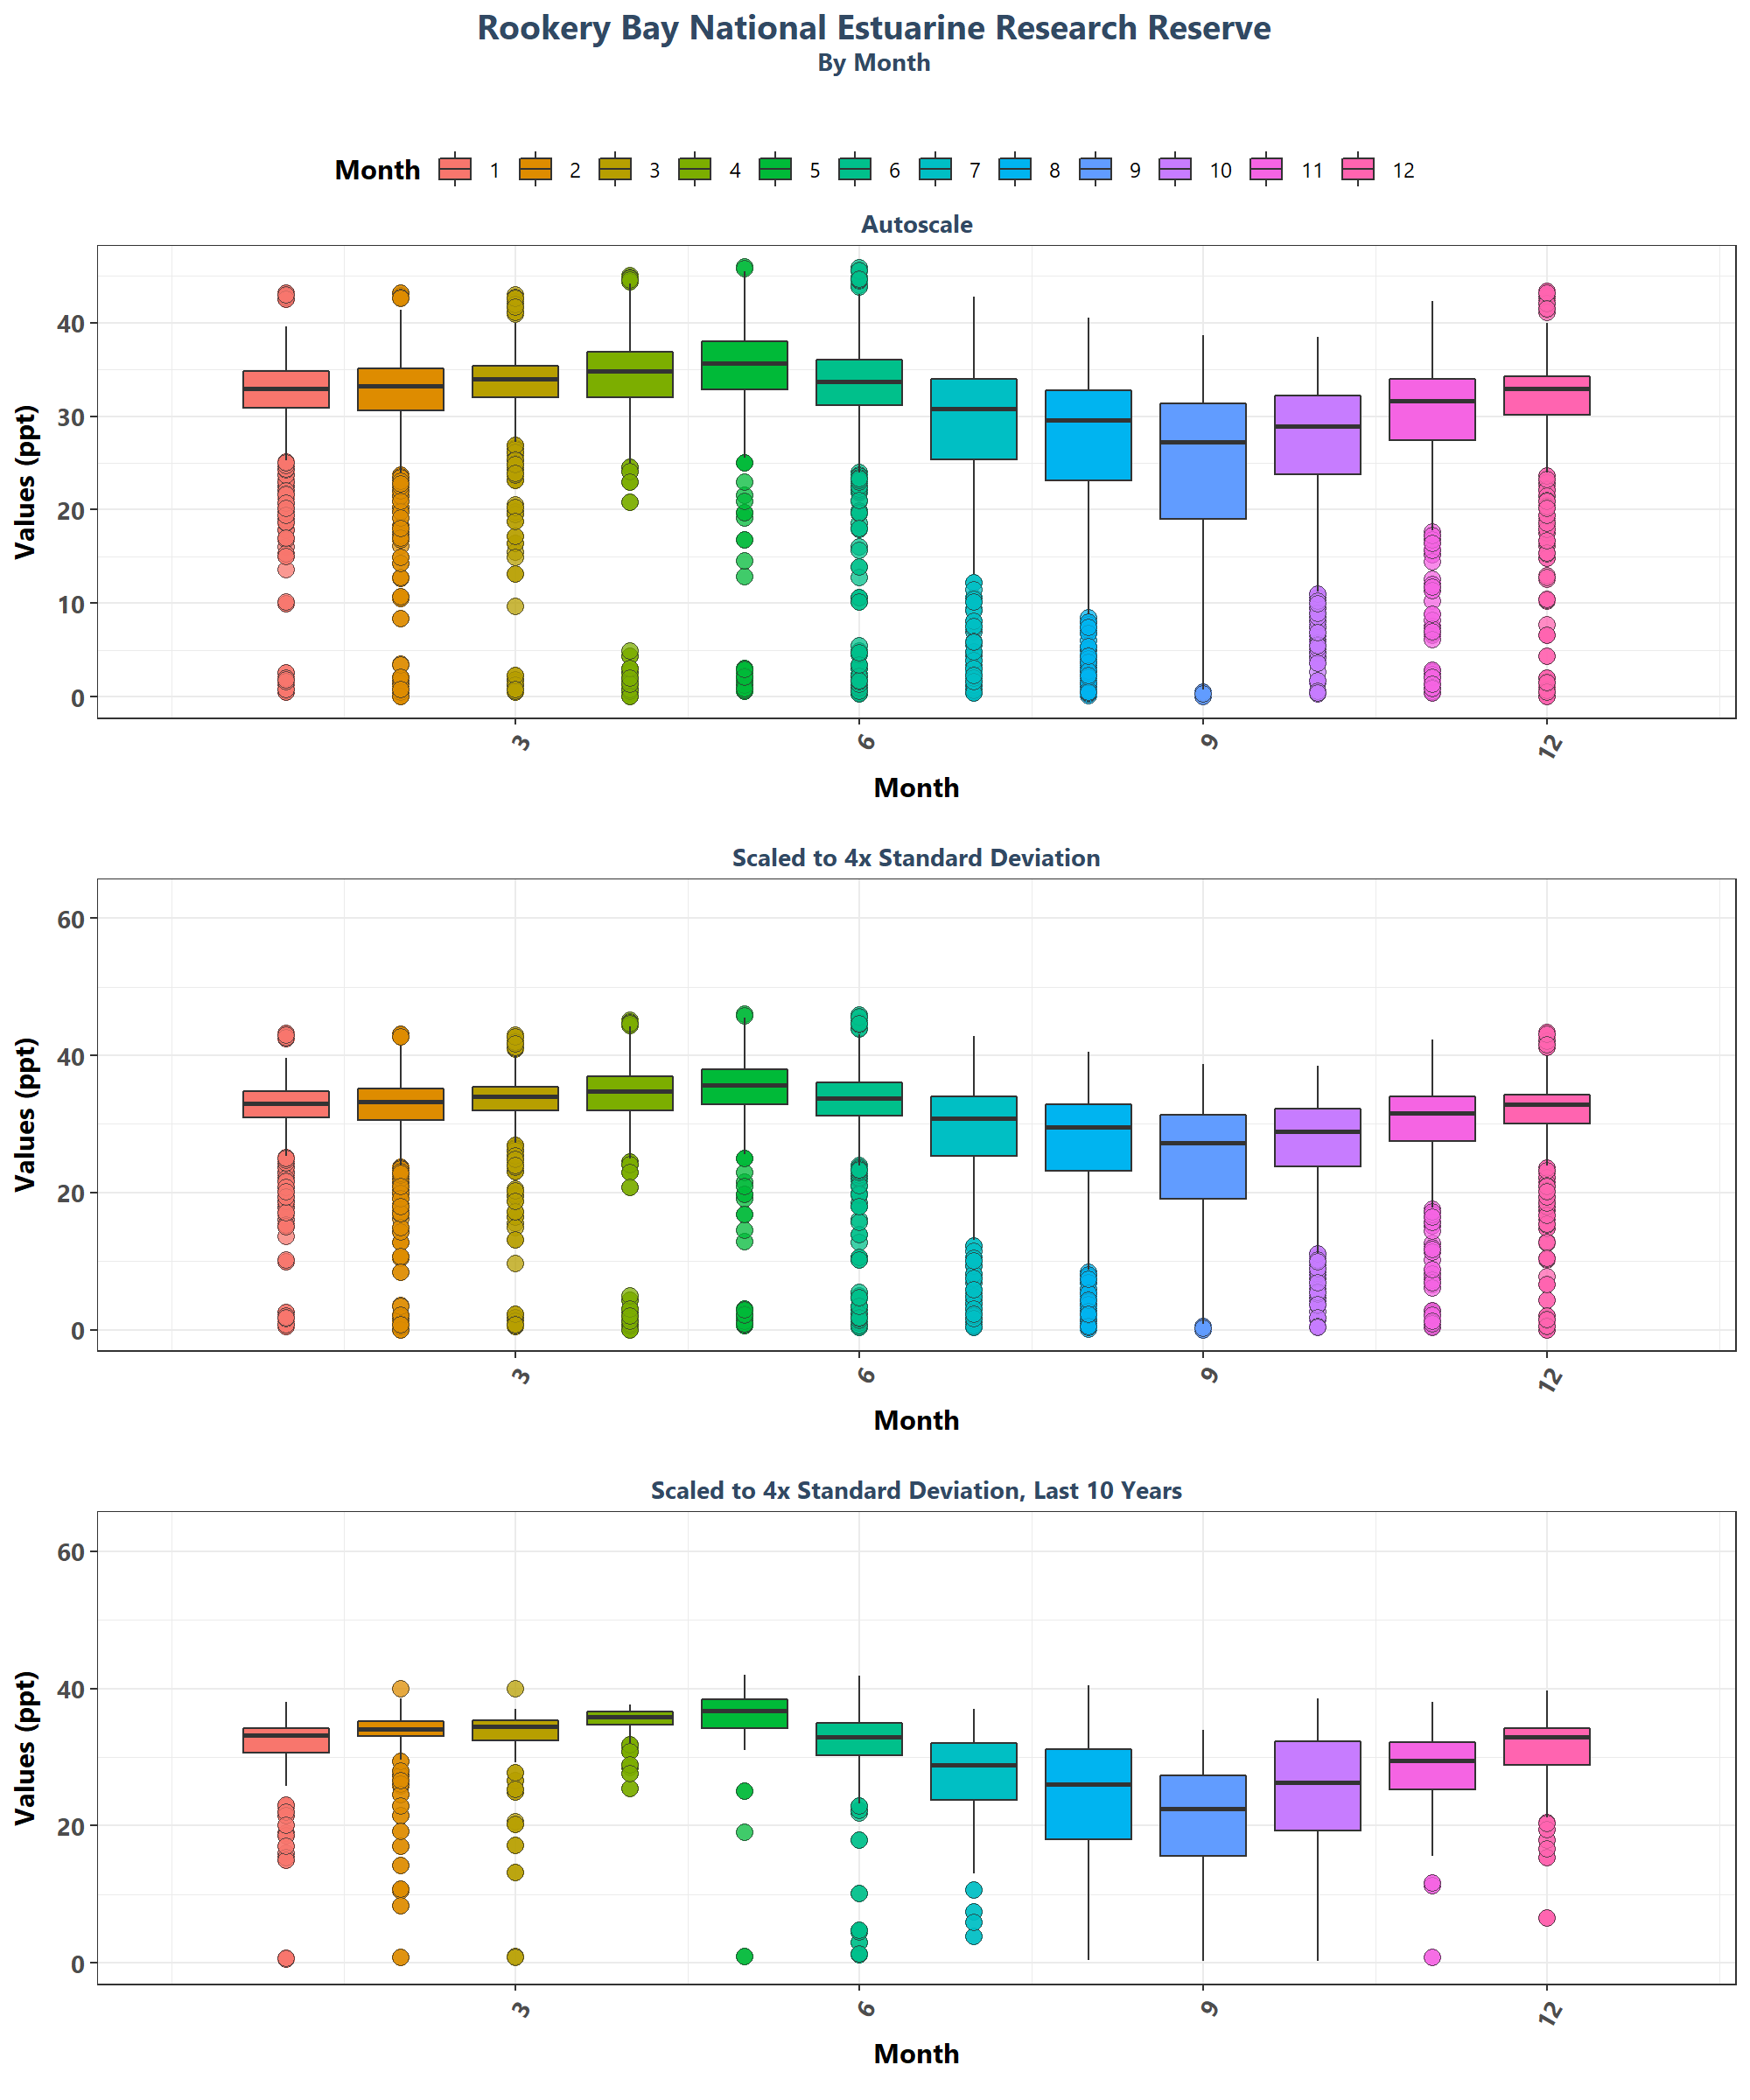 Rookery Bay National Estuarine Research Reserve
By Month
Month 1 2 3 4 5 6 7 8 9 10 11 12
Autoscale
Values (ppt)
40
30
20
10
0
3 6 9 12
Month
Scaled to 4x Standard Deviation
Values (ppt)
60
40
20
0
3 6 9 12
Month
Scaled to 4x Standard Deviation, Last 10 Years
Values (ppt)
60
40
20
0
3 6 9 12
Month